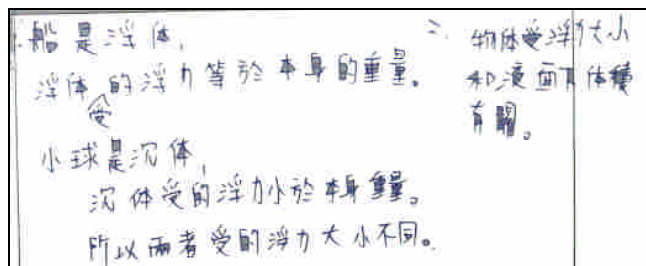 船是浮体,
浮体受的浮力等於本身的重量。
小球是沉体,
沉体受的浮力小於本身重量。
所以兩者受的浮力大小不同。
二、物体受浮力大小
和液面下体積
有關。